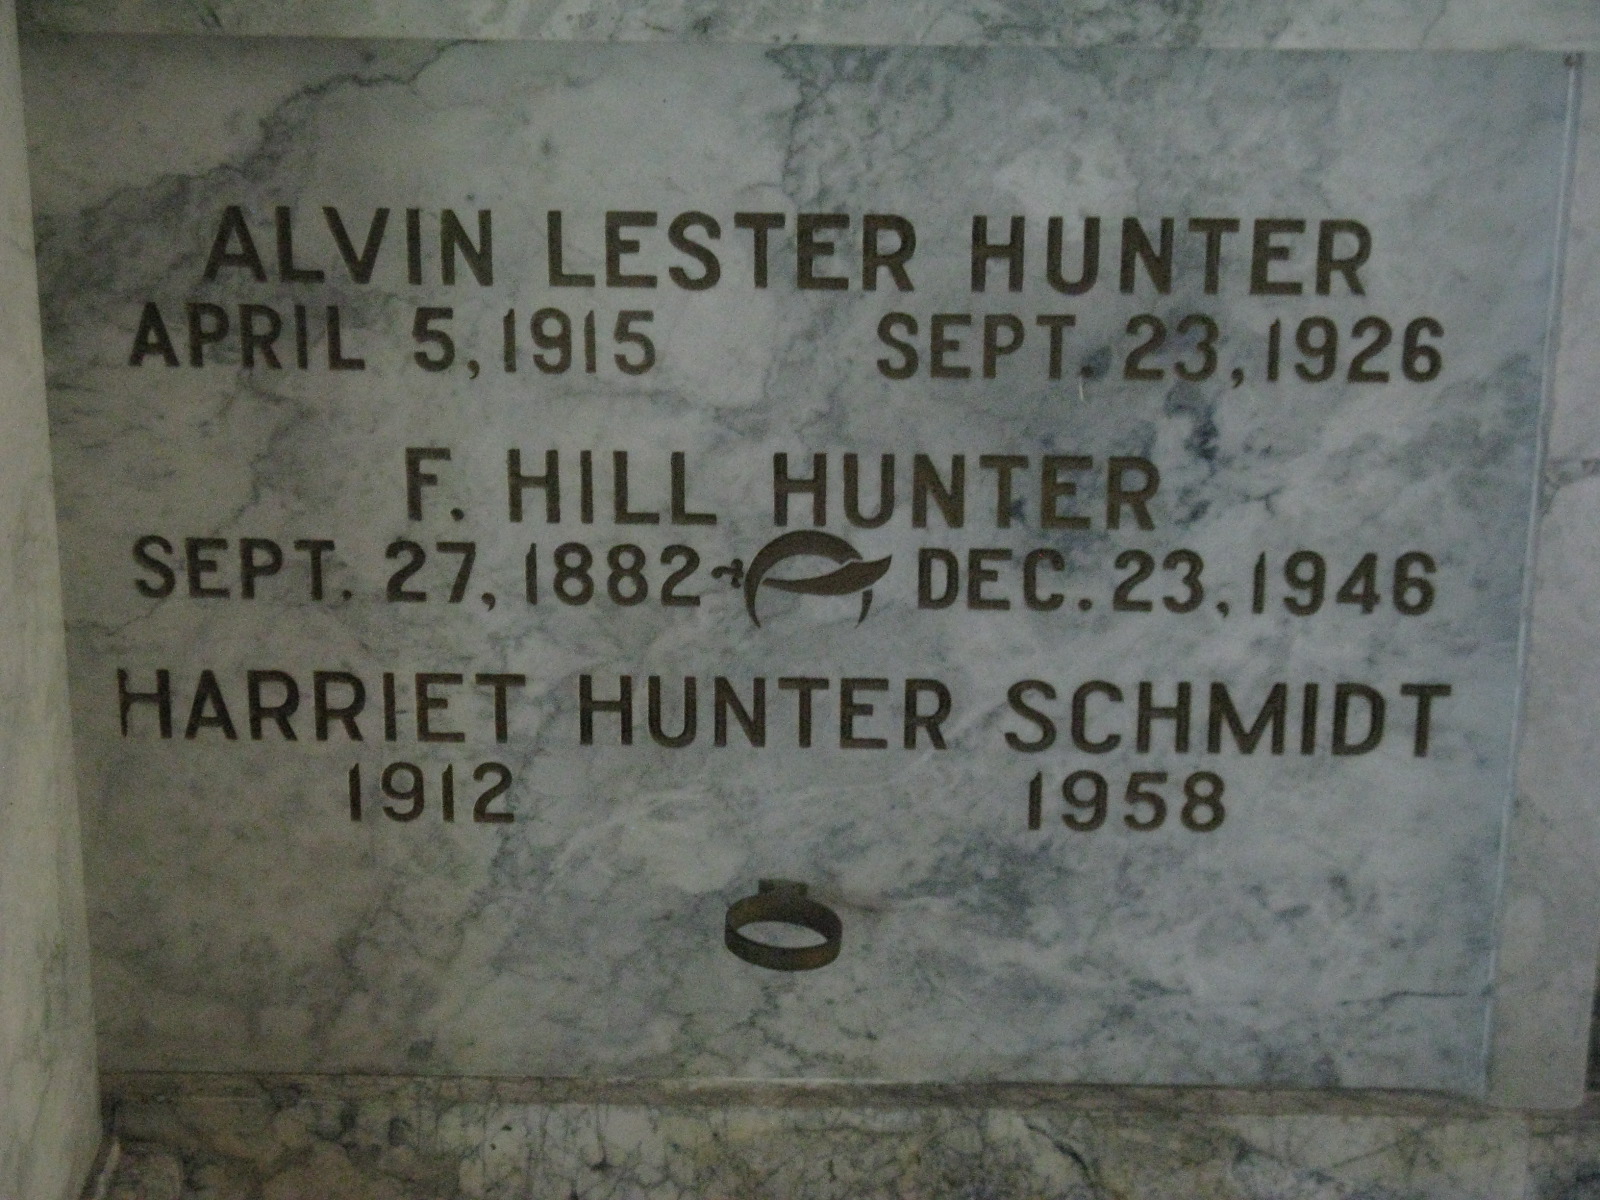 ALVIN LESTER HUNTER
APRIL 5, 1915 SEPT. 23, 1926
F. HILL HUNTER
SEPT. 27, 1882 DEC. 23, 1946
HARRIET HUNTER SCHMIDT
1912 1958